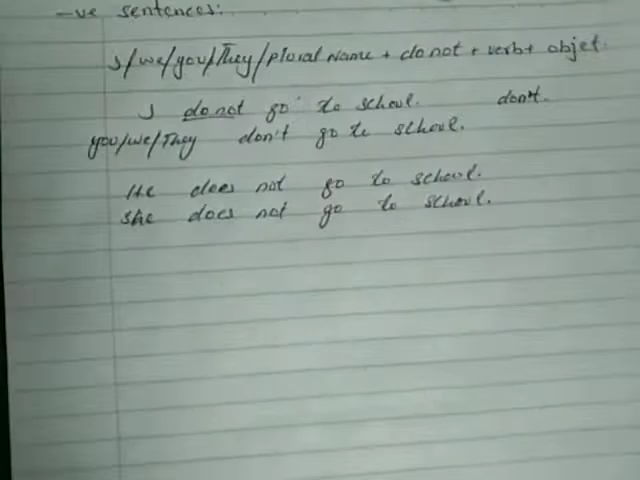 -ve sentences:
I/we/you/They/plural Name + do not + verb + objet.
I do not go to school. don't.
you/we/They don't go to school.
He does not go to school.
She does not go to school.